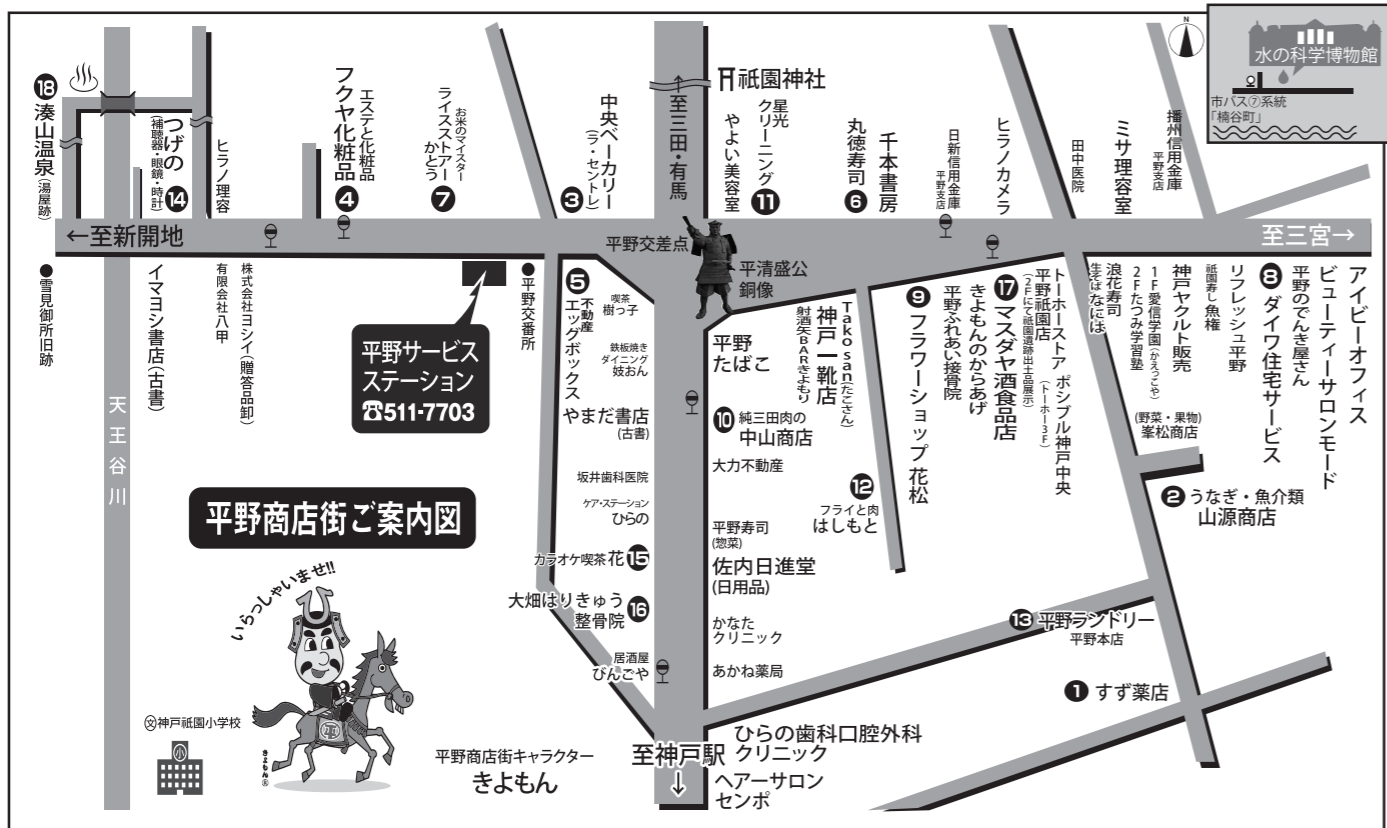 N
水の科学博物館
市バス⑦系統
「楠谷町」
⑱湊山温泉(湯屋跡)
つげの⑭
(補聴器・眼鏡・時計)
ヒラノ理容
エステと化粧品
フクヤ化粧品④
お米のマイスター
ライスストアー
かとう⑦
中央ベーカリー
(ラ・セントレ)
③
←至三田・有馬
祇園神社
やよい美容室
星光
クリーニング
⑪
丸徳寿司⑥
千本書房
日新信用金庫
平野支店
ヒラノカメラ
田中医院
ミサ理容室
播州信用金庫
平野支店
←至新開地
平野交差点
平清盛公
銅像
至三宮→
●雪見御所旧跡
天王谷川
イマヨシ書店(古書)
有限会社八甲
株式会社ヨシイ(贈答品卸)
平野サービス
ステーション
☎511-7703
●平野交番所
⑤不動産
エッグボックス
喫茶
樹っ子
鉄板焼き
ダイニング
妓おん
やまだ書店
(古書)
坂井歯科医院
ケア・ステーション
ひらの
カラオケ喫茶花⑮
大畑はりきゅう
整骨院⑯
居酒屋
びんごや
平野
たばこ
⑩純三田肉の
中山商店
大力不動産
平野寿司
(惣菜)
佐内日進堂
(日用品)
かなた
クリニック
あかね薬局
Takosan(たこさん)
神戸一靴店
射酒矢BARきよもり
⑫
フライと肉
はしもと
⑨フラワーショップ 花松
平野ふれあい接骨院
きよもんのからあげ
⑰マスダヤ酒食品店
トーホーストア
平野祇園店
(2Fにて祇園遺跡出土品展示)
ポシブル神戸中央
(トーホー3F)
生そばなには
浪花寿司
1F愛信学園(かえっこや)
2Fたつみ学習塾
神戸ヤクルト販売
(野菜・果物)
峯松商店
祇園寿し魚権
リフレッシュ平野
⑧ダイワ住宅サービス
平野のでんき屋さん
ビューティーサロンモード
アイビーオフィス
②うなぎ・魚介類
山源商店
⑬平野ランドリー
平野本店
①すず薬店
平野商店街ご案内図
いらっしゃいませ!!
㊛神戸祇園小学校
小
きよもん
平野商店街キャラクター
きよもん
至神戸駅
↓
ひらの歯科口腔外科
クリニック
ヘアーサロン
センポ